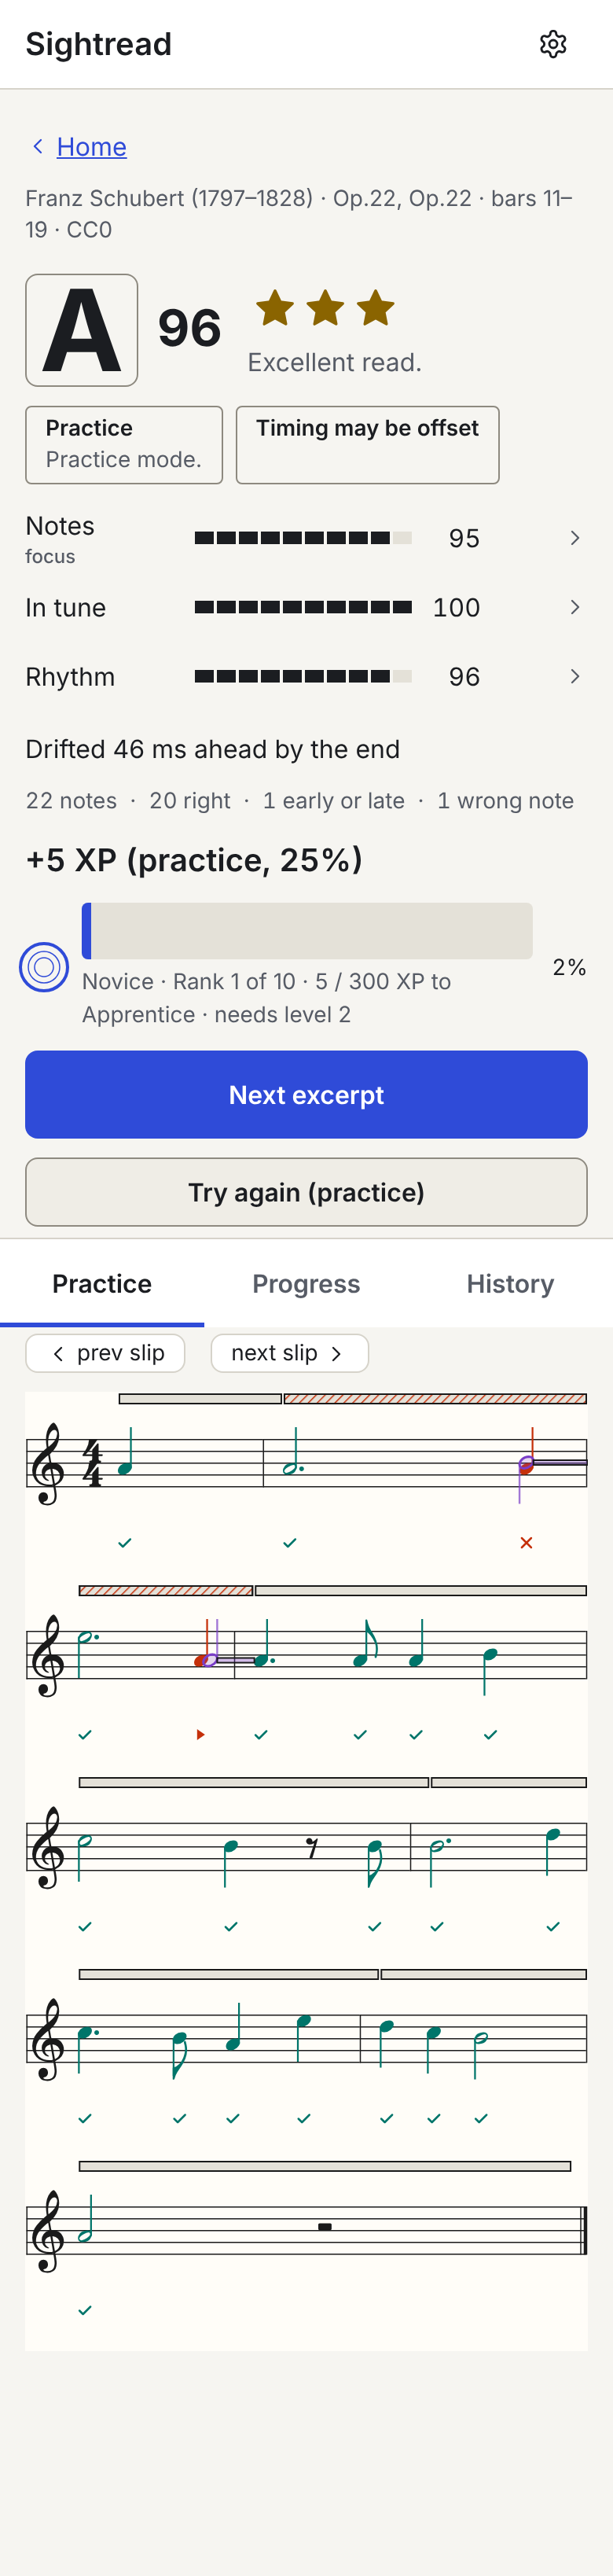 Sightread
Home
Franz Schubert (1797–1828) · Op.22, Op.22 · bars 11–
19 · CC0
A
96
Excellent read.
Practice
Practice mode.
Timing may be offset
Notes
focus
95
In tune
100
Rhythm
96
Drifted 46 ms ahead by the end
22 notes · 20 right · 1 early or late · 1 wrong note
+5 XP (practice, 25%)
2%
Novice · Rank 1 of 10 · 5 / 300 XP to
Apprentice · needs level 2
Next excerpt
Try again (practice)
Practice
Progress
History
prev slip
next slip
4
4